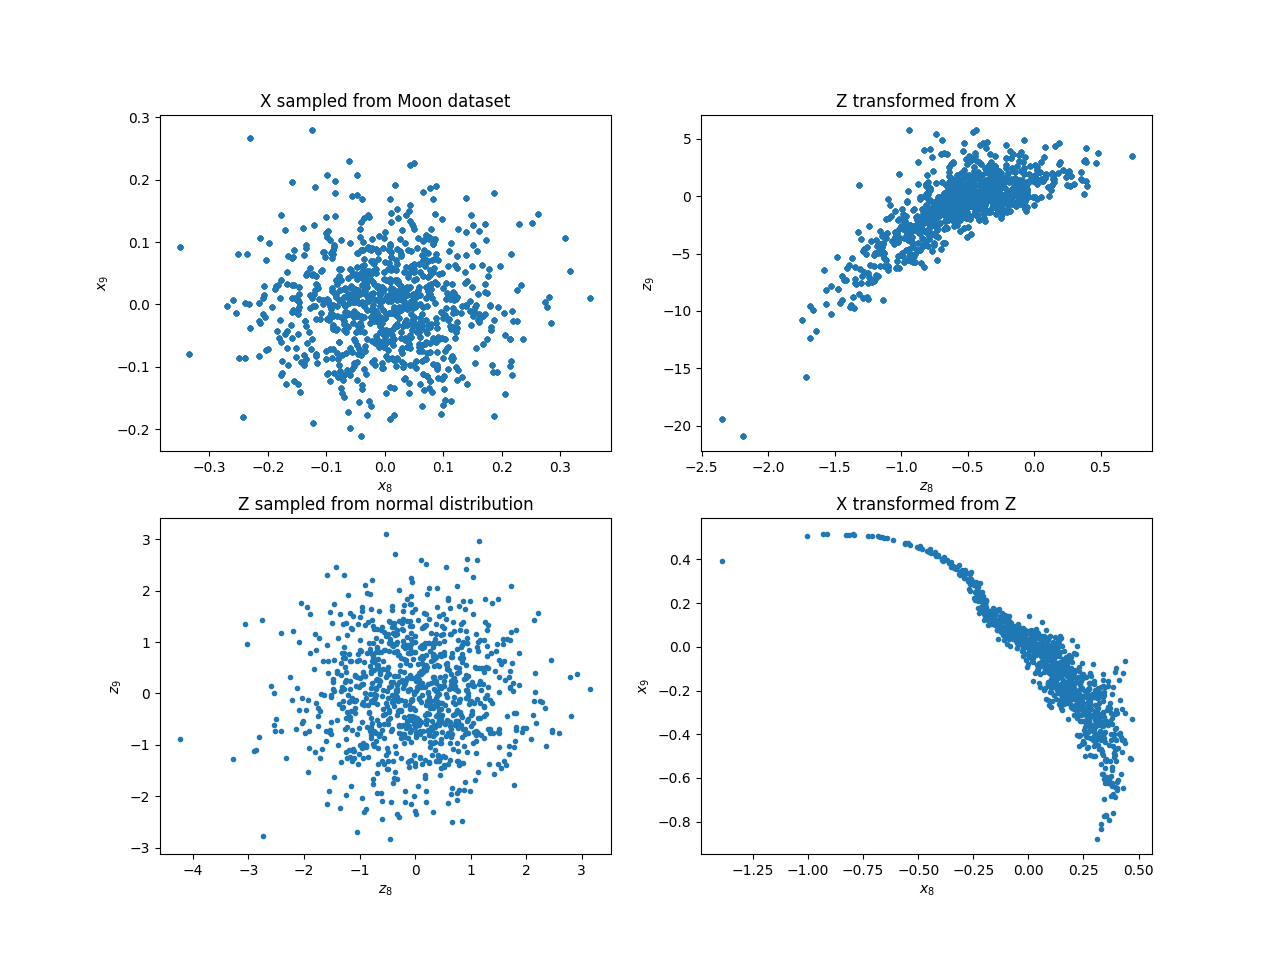 X sampled from Moon dataset
0.3
0.2
0.1
0.0
−0.1
−0.2
x₉
−0.3 −0.2 −0.1 0.0 0.1 0.2 0.3
x₈
Z transformed from X
5
0
−5
−10
−15
−20
z₉
−2.5 −2.0 −1.5 −1.0 −0.5 0.0 0.5
z₈
Z sampled from normal distribution
3
2
1
0
−1
−2
−3
z₉
−4 −3 −2 −1 0 1 2 3
z₈
X transformed from Z
0.4
0.2
0.0
−0.2
−0.4
−0.6
−0.8
x₉
−1.25 −1.00 −0.75 −0.50 −0.25 0.00 0.25 0.50
x₈